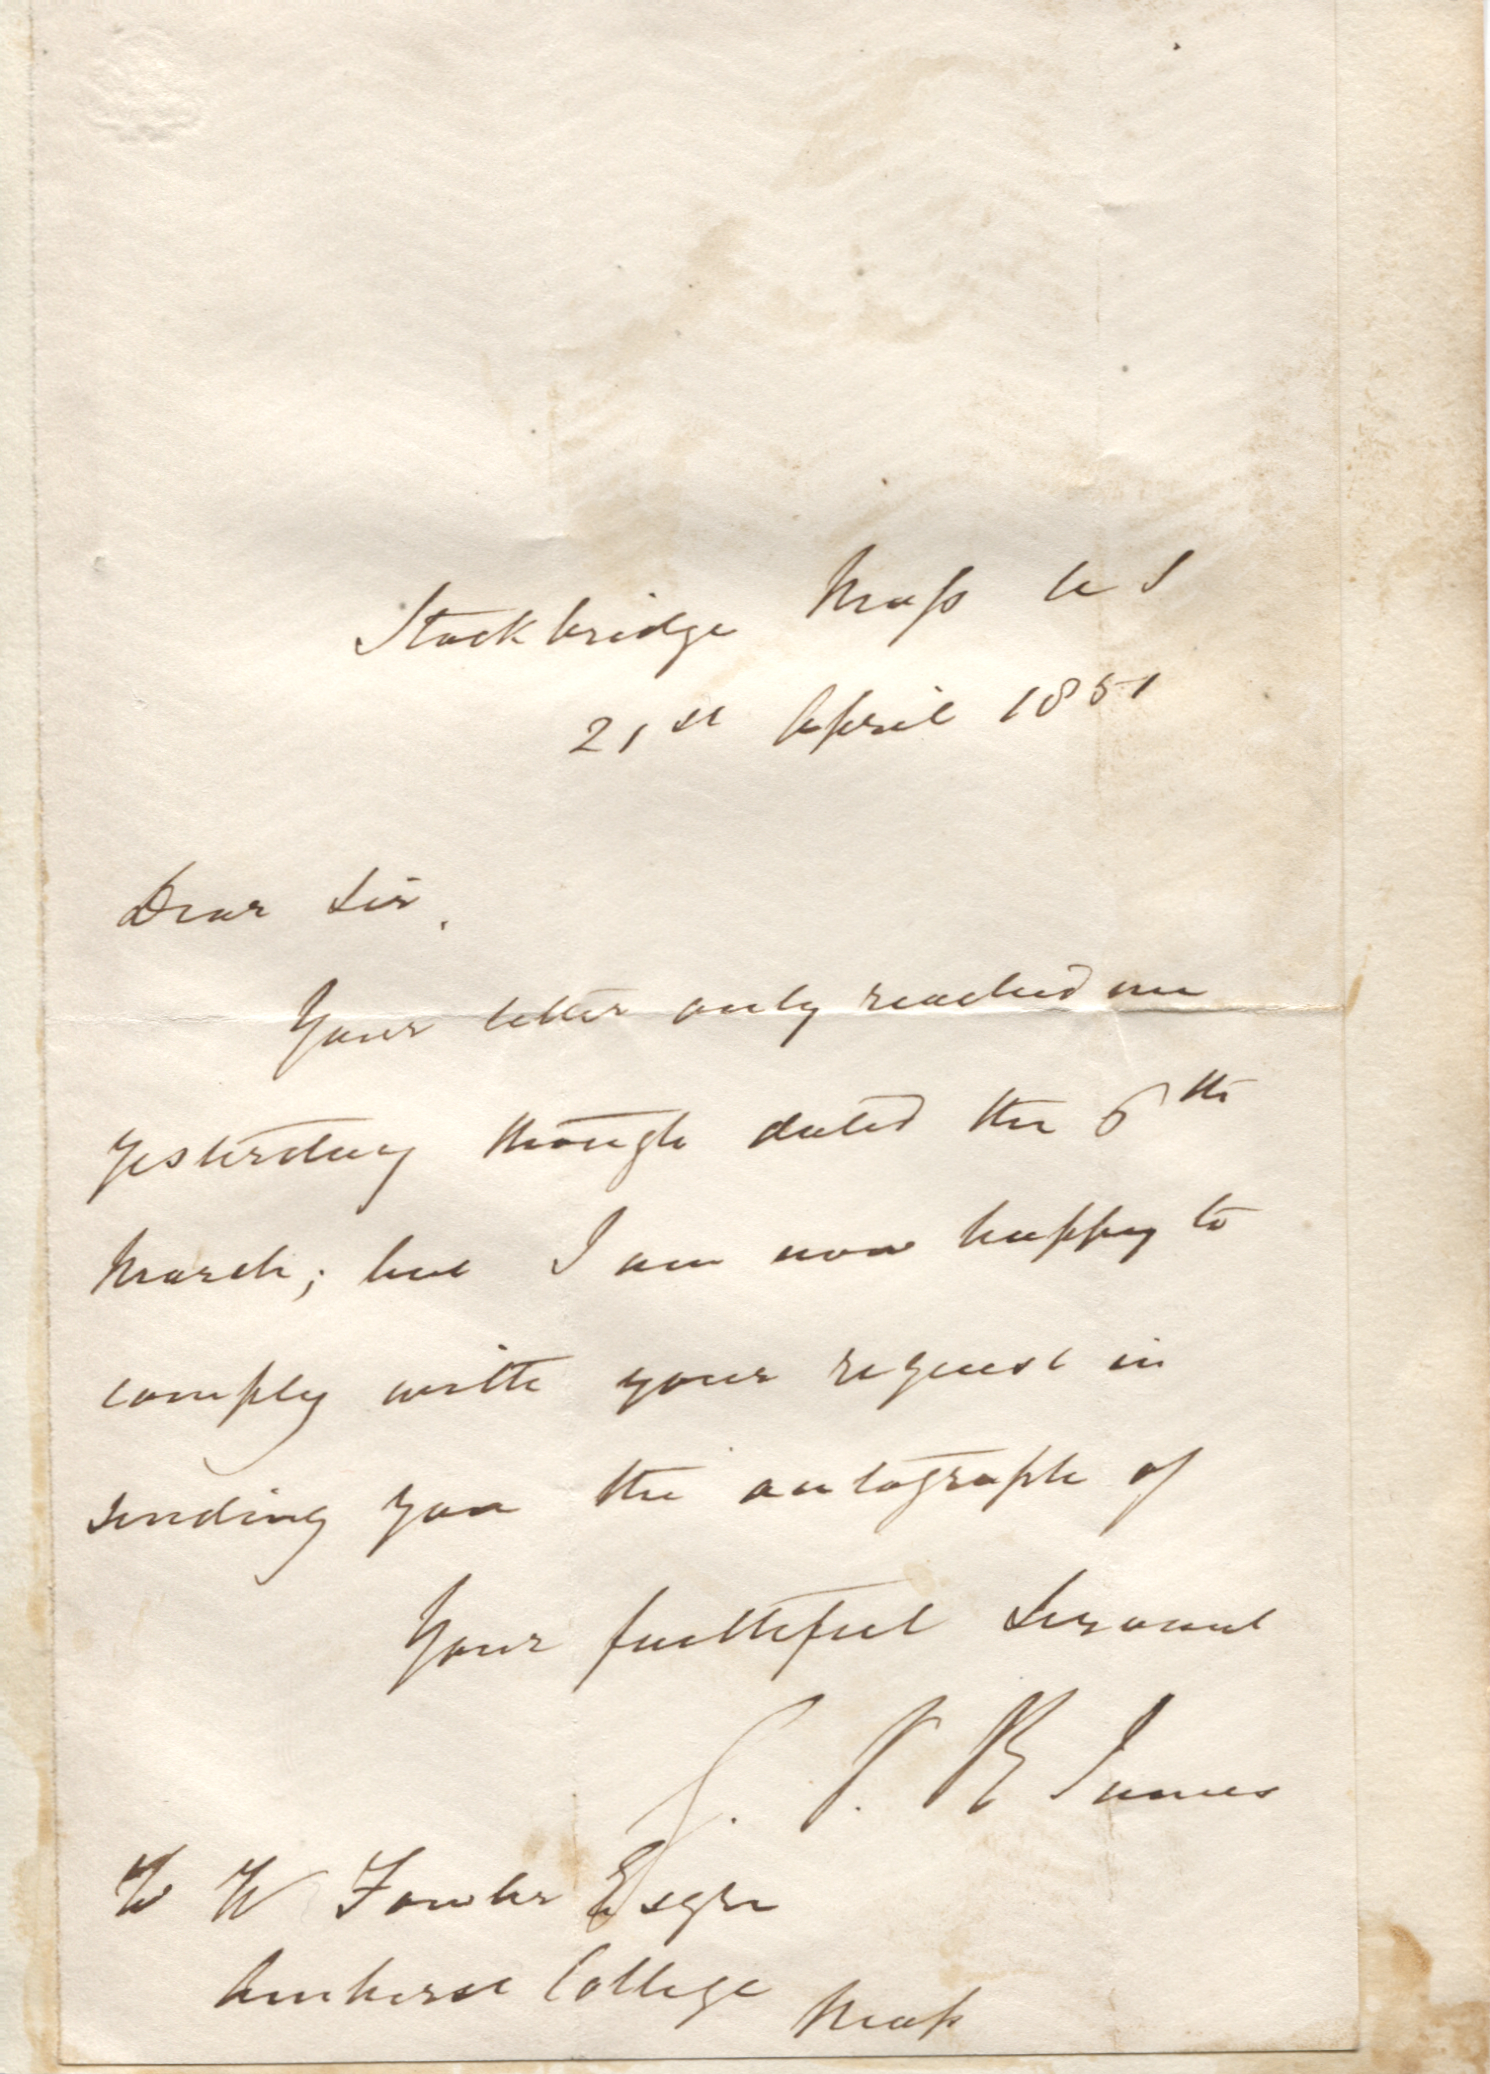 Stockbridge Mass U S
21st April 1851
Dear Sir.
Your letter only reached me
yesterday though dated the 6th
March; but I am now happy to
comply with your request in
sending you the autograph of
Your faithful Servant
G. P. R James
W W Fowler Esqre
Amherst College
Mass